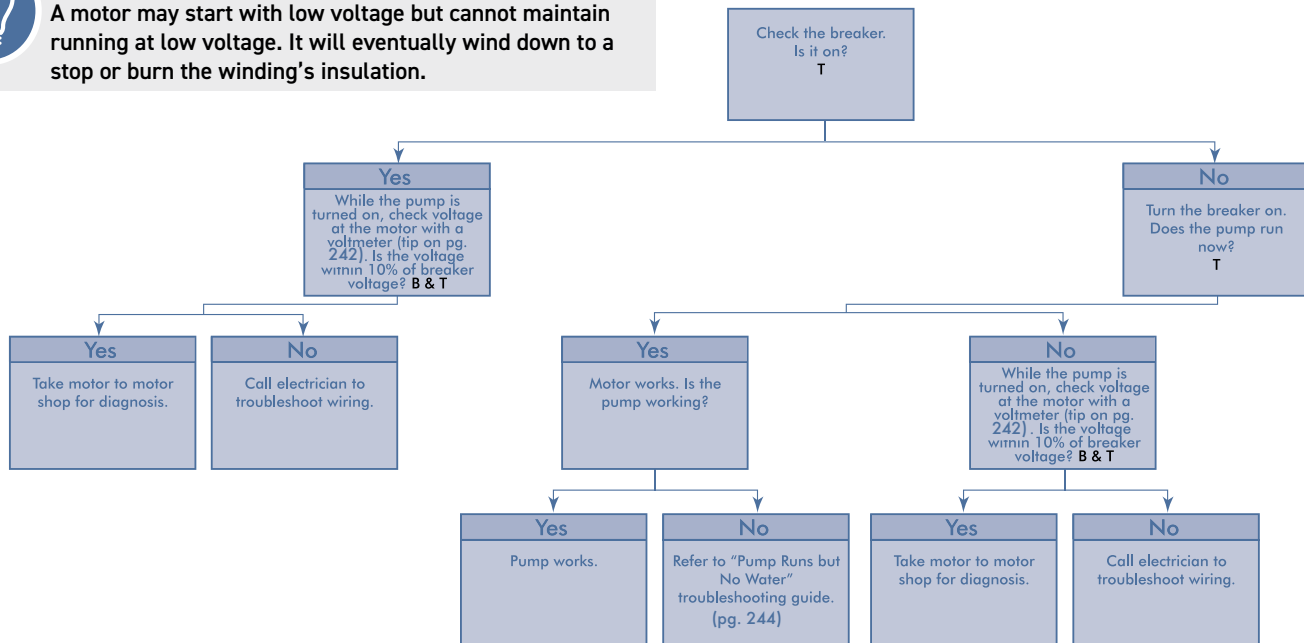 A motor may start with low voltage but cannot maintain
running at low voltage. It will eventually wind down to a
stop or burn the winding’s insulation.
Check the breaker.
Is it on?
T
Yes
While the pump is
turned on, check voltage
at the motor with a
voltmeter (tip on pg.
242). Is the voltage
within 10% of breaker
voltage? B & T
No
Turn the breaker on.
Does the pump run
now?
T
Yes
Take motor to motor
shop for diagnosis.
No
Call electrician to
troubleshoot wiring.
Yes
Motor works. Is the
pump working?
No
While the pump is
turned on, check voltage
at the motor with a
voltmeter (tip on pg.
242). Is the voltage
within 10% of breaker
voltage? B & T
Yes
Pump works.
No
Refer to “Pump Runs but
No Water”
troubleshooting guide.
(pg. 244)
Yes
Take motor to motor
shop for diagnosis.
No
Call electrician to
troubleshoot wiring.